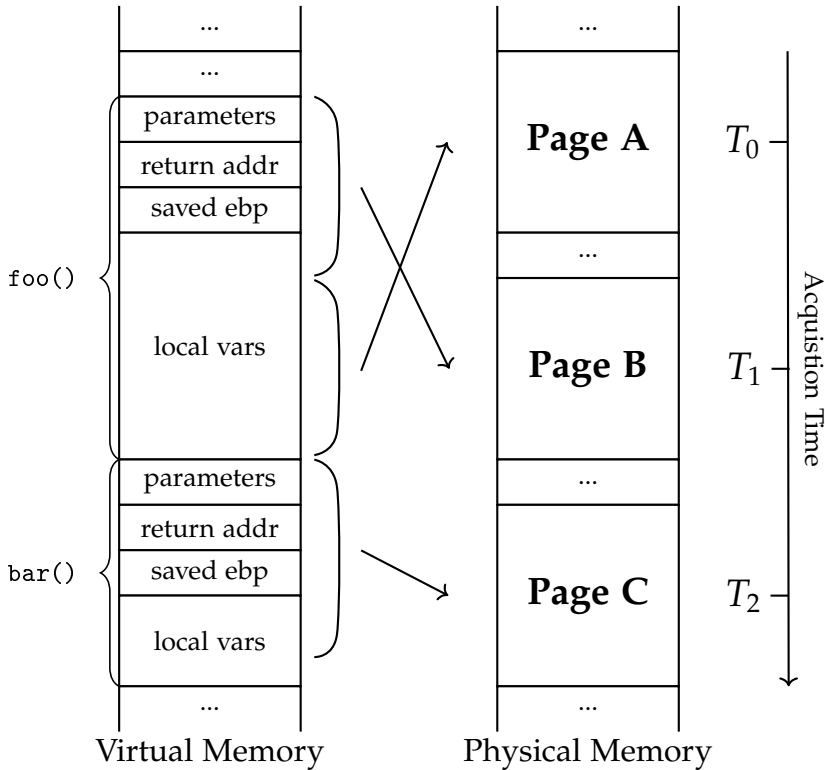 ...
...
parameters
return addr
saved ebp
foo()
local vars
parameters
return addr
bar()
saved ebp
local vars
...
Virtual Memory
...
Page A
...
Page B
...
Page C
...
Physical Memory
T0
T1
T2
Acquistion Time